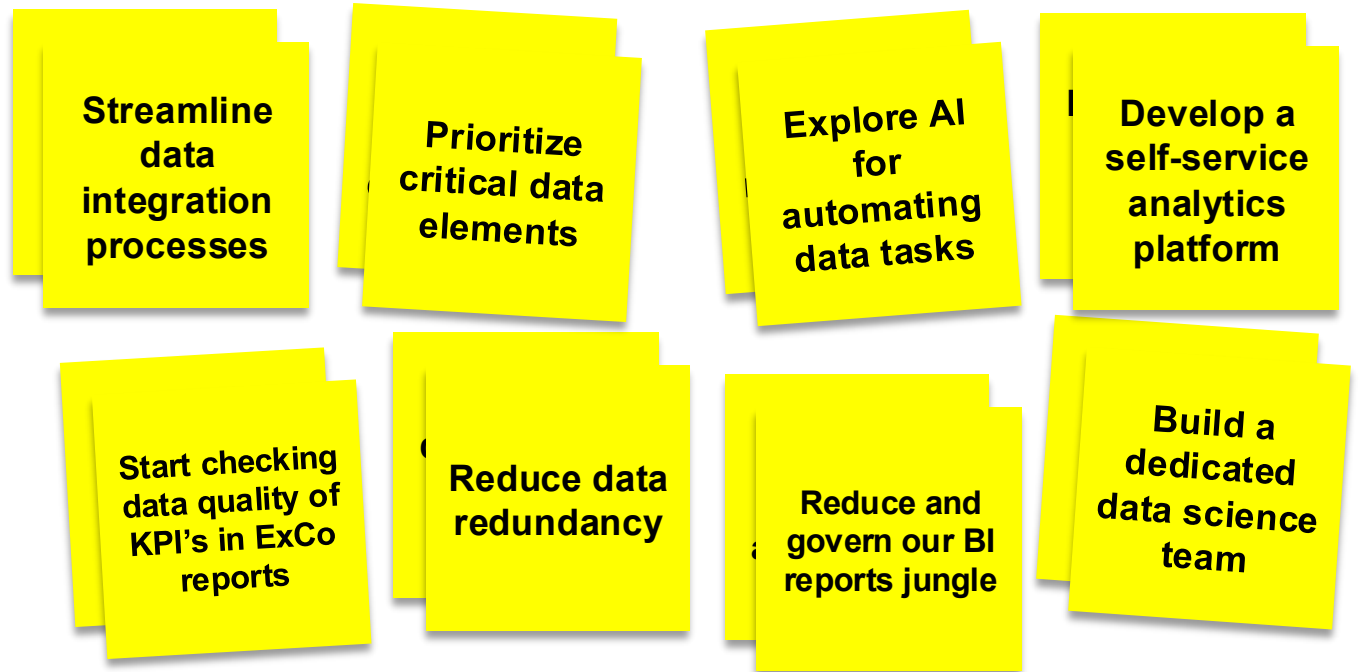 Streamline
data
integration
processes
Prioritize
critical data
elements
Explore AI
for
automating
data tasks
Develop a
self-service
analytics
platform
Start checking
data quality of
KPI’s in ExCo
reports
Reduce data
redundancy
Reduce and
govern our BI
reports jungle
Build a
dedicated
data science
team